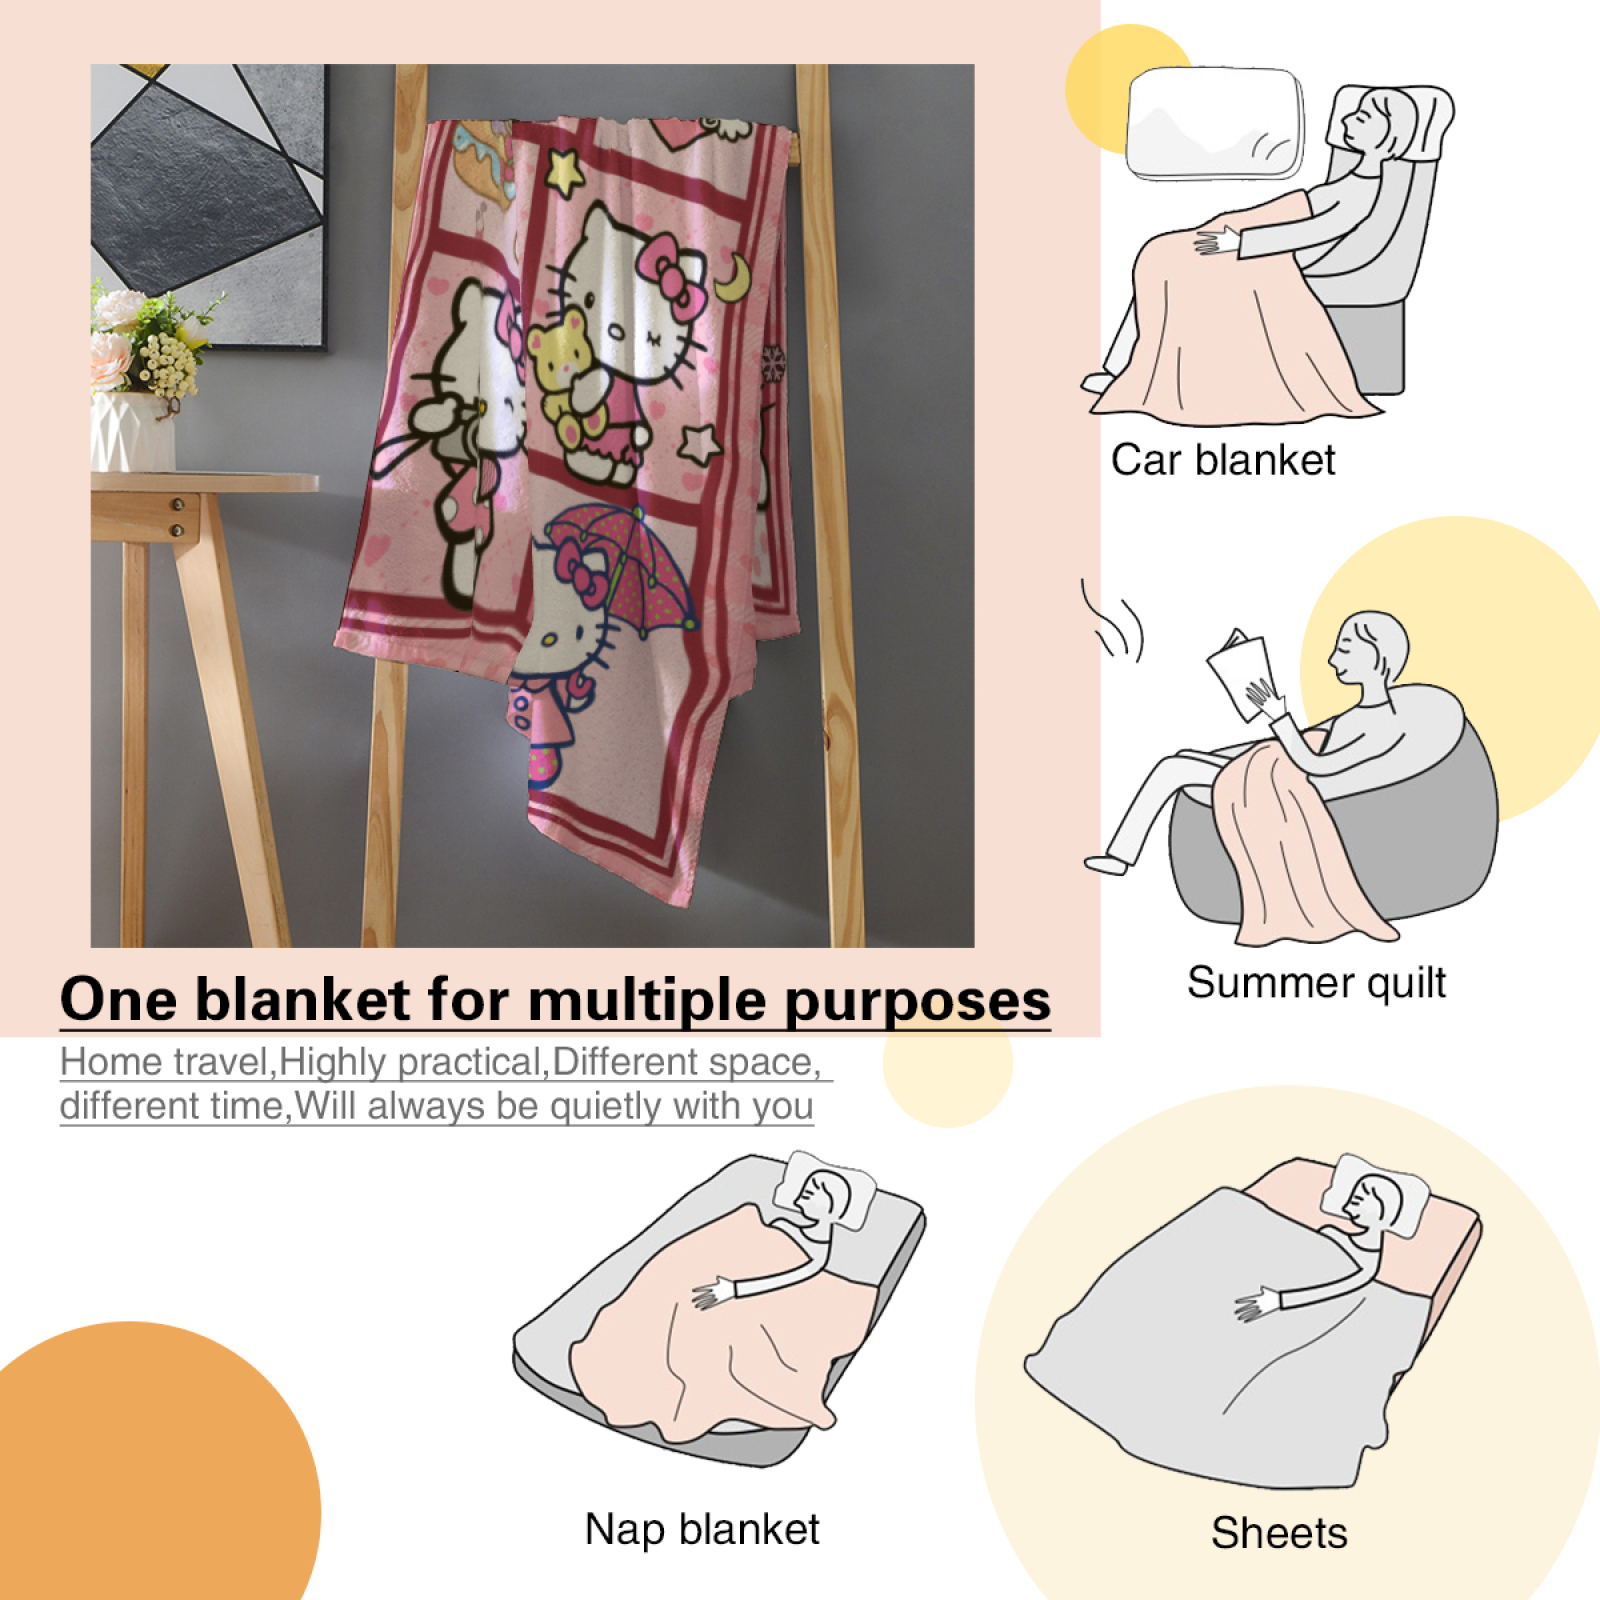 Car blanket
Summer quilt
One blanket for multiple purposes
Home travel,Highly practical,Different space,
different time,Will always be quietly with you
Nap blanket
Sheets